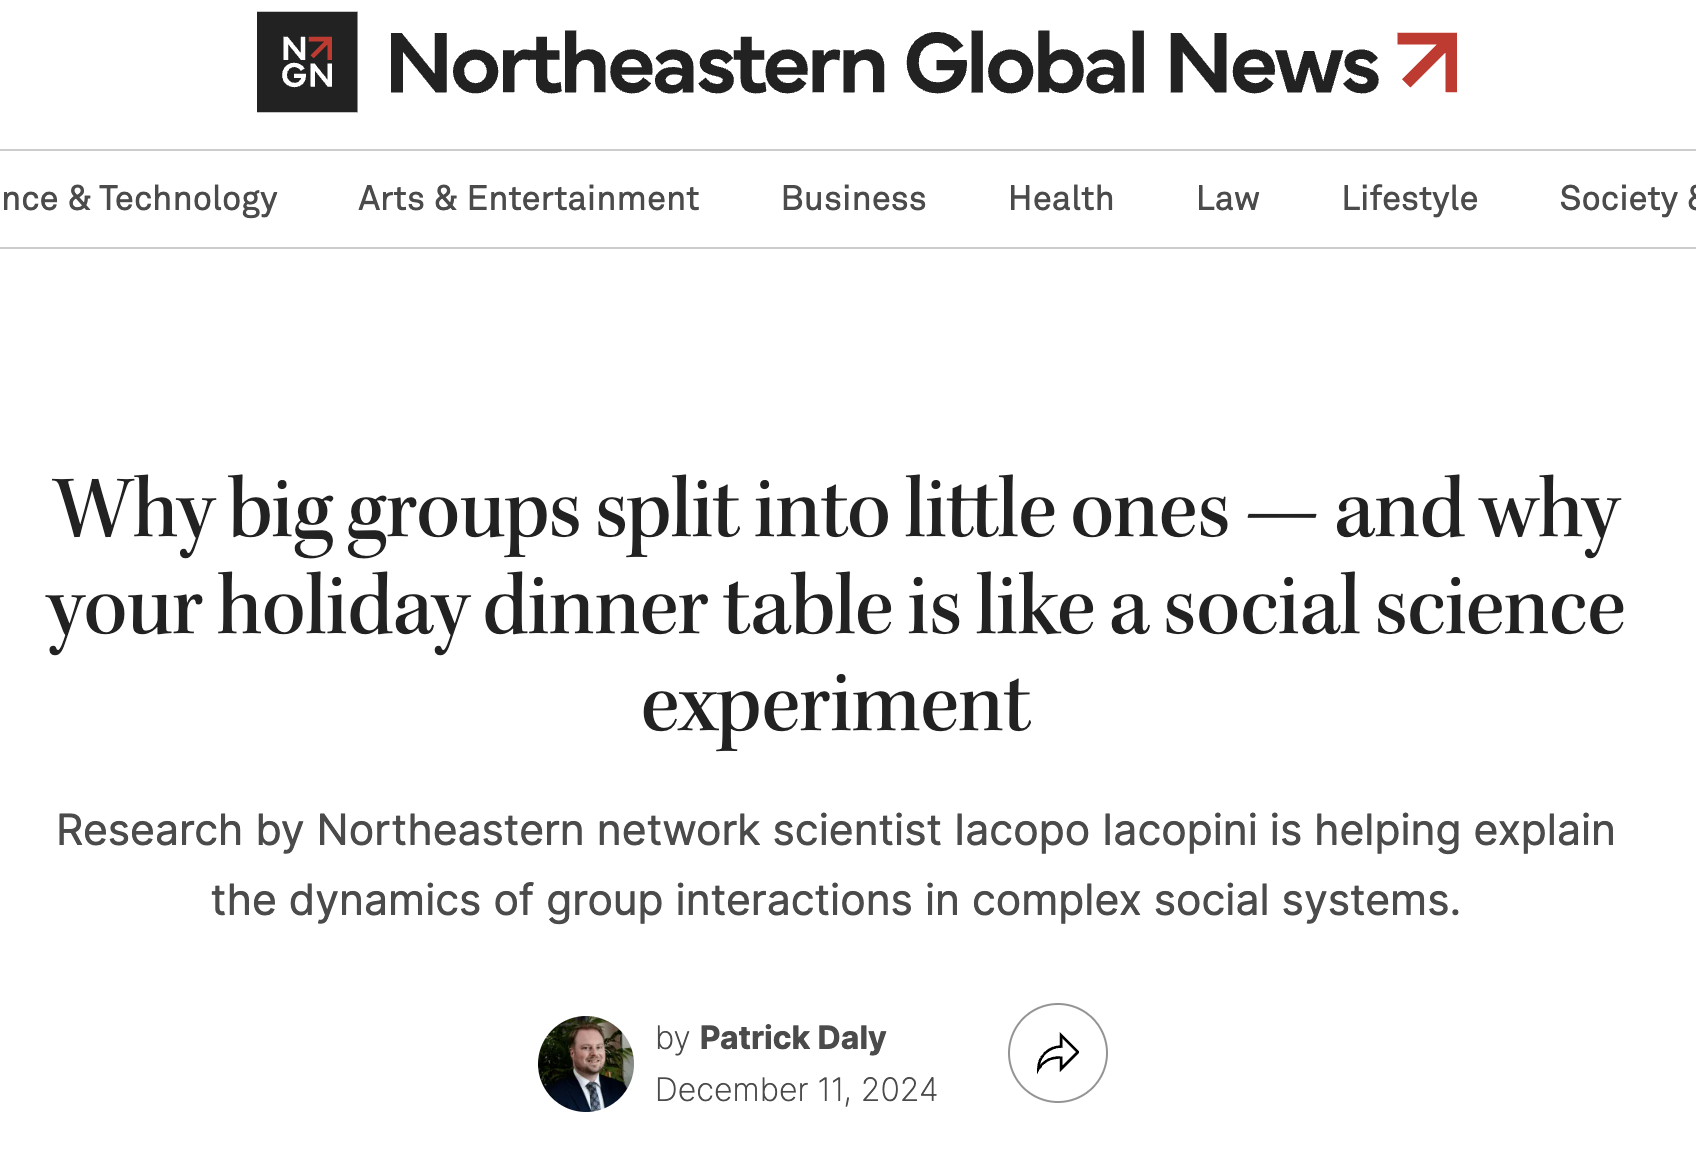 N
GN
Northeastern Global News
nce & Technology Arts & Entertainment Business Health Law Lifestyle Society &
Why big groups split into little ones — and why
your holiday dinner table is like a social science
experiment
Research by Northeastern network scientist Iacopo Iacopini is helping explain
the dynamics of group interactions in complex social systems.
by Patrick Daly
December 11, 2024